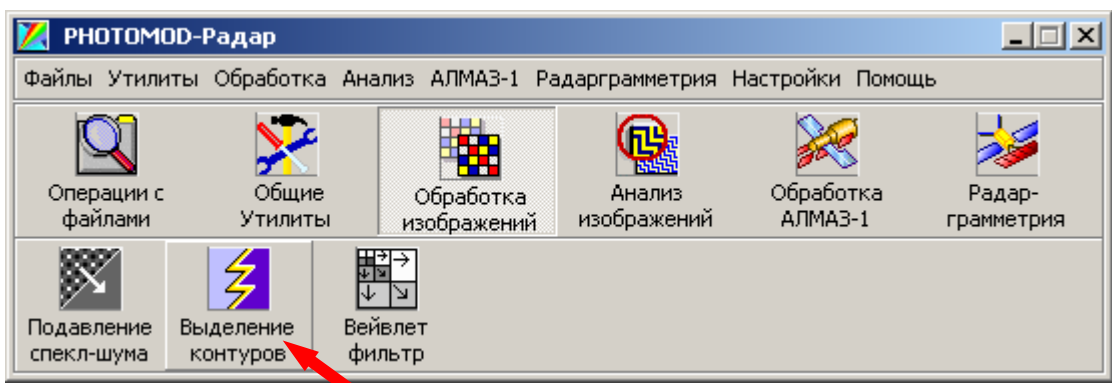 PHOTOMOD-Радар
Файлы Утилиты Обработка Анализ АЛМАЗ-1 Радарграмметрия Настройки Помощь
Операции с файлами
Общие Утилиты
Обработка изображений
Анализ изображений
Обработка АЛМАЗ-1
Радар-
грамметрия
Подавление спекл-шума
Выделение контуров
Вейвлет фильтр